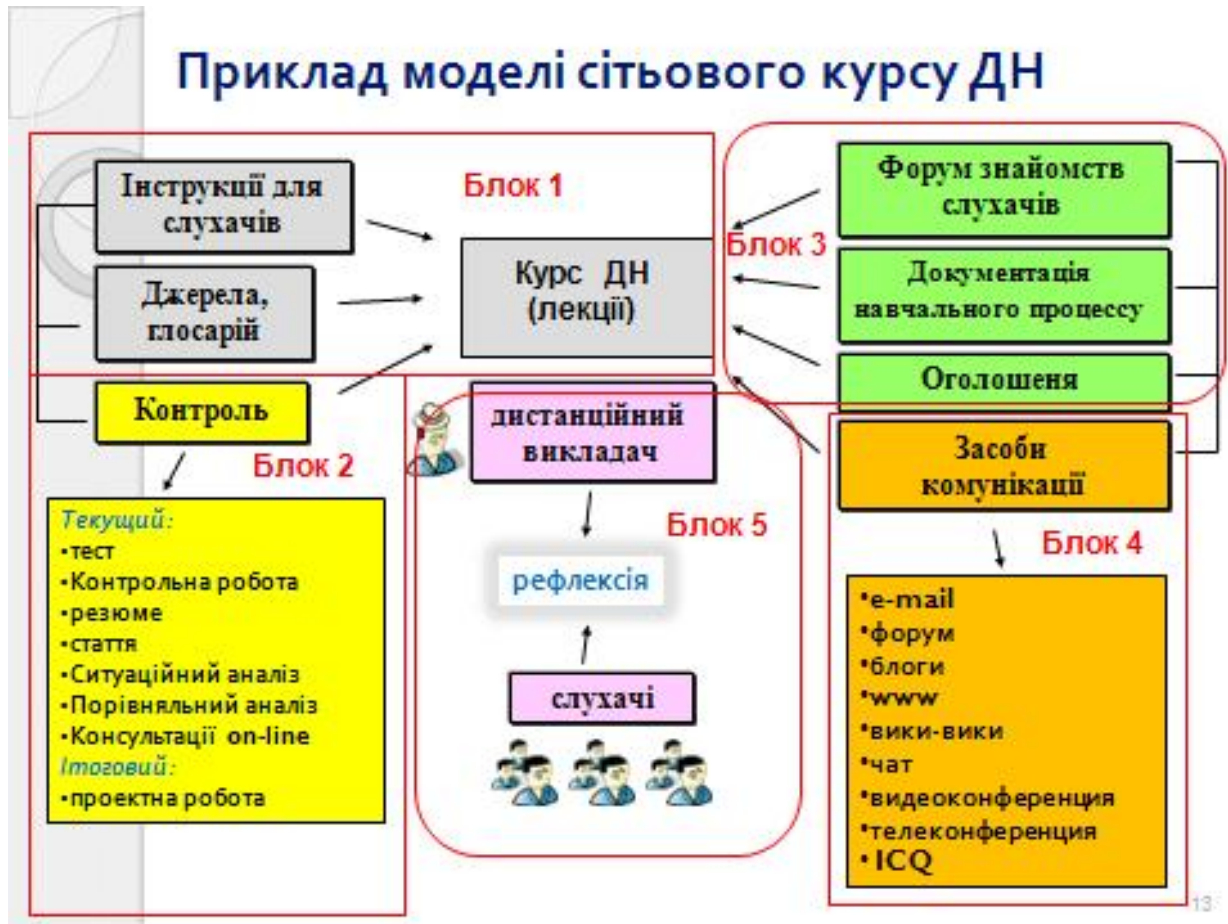 Приклад моделі сітьового курсу ДН
Інструкції для
слухачів
Блок 1
Джерела,
глосарій
Курс ДН
(лекції)
Форум знайомств
слухачів
Блок 3
Документація
навчального процессу
Оголошеня
Контроль
Блок 2
Текущий:
•тест
•Контрольна робота
•резюме
•стаття
•Ситуаційний аналіз
•Порівняльний аналіз
•Консультації on-line
Ітоговий:
•проектна робота
дистанційний
викладач
Блок 5
рефлексія
слухачі
Засоби
комунікації
Блок 4
•e-mail
•форум
•блоги
•www
•вики-вики
•чат
•видеоконференция
•телеконференция
•ICQ
13